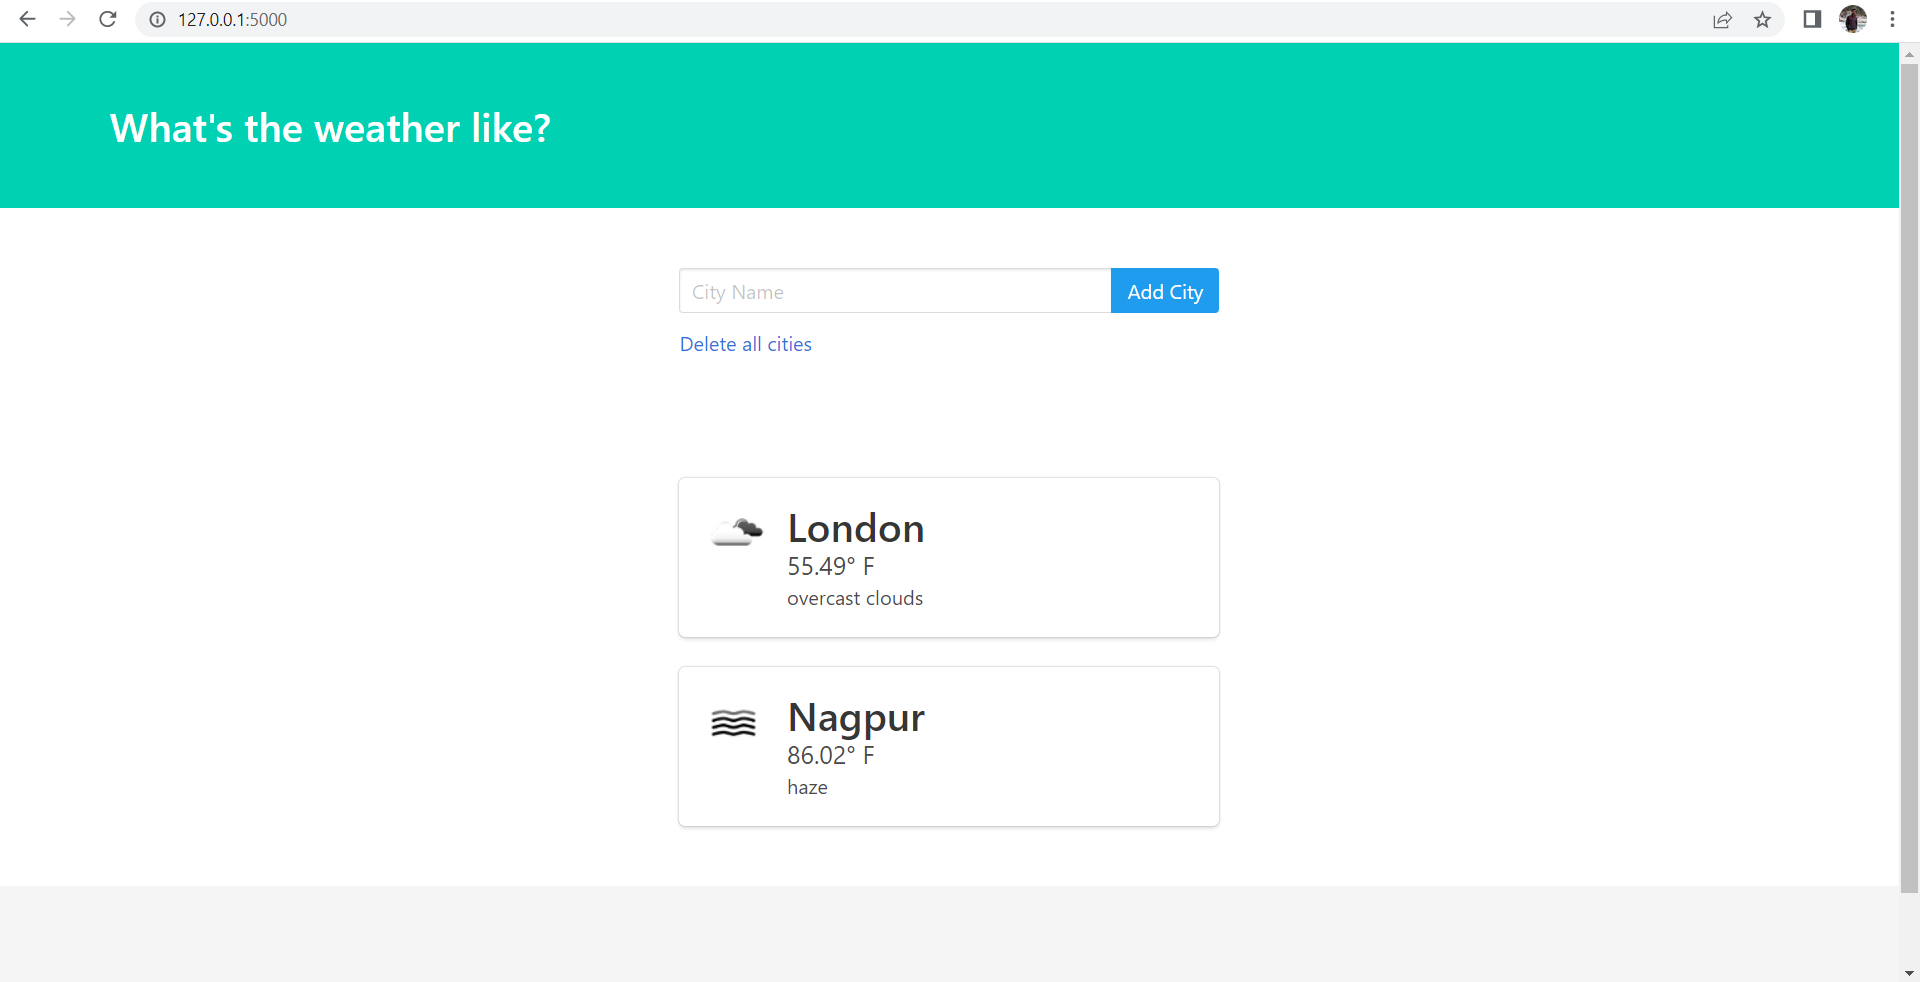 127.0.0.1:5000
What's the weather like?
City Name
Add City
Delete all cities
London
55.49° F
overcast clouds
Nagpur
86.02° F
haze